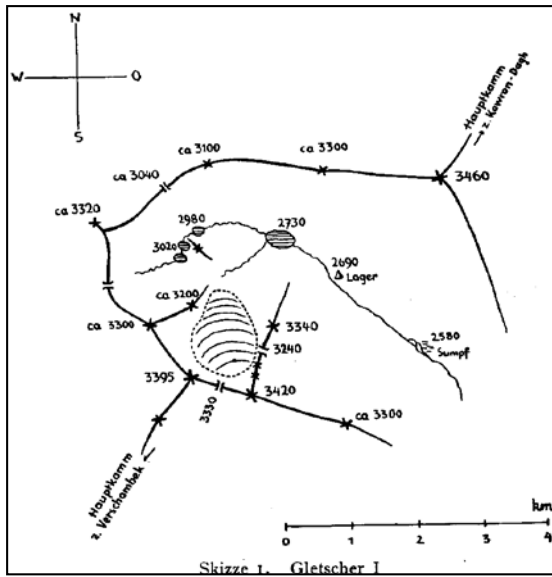 N
W
O
S
Hauptkamm
→ z. Kowron-Dagh
ca 3300
ca 3100
ca 3040
3460
ca 3320
2980
2730
3020
2690
Lager
ca 3200
ca 3300
3340
2580
Sumpf
3240
3395
3330
3420
ca 3300
Hauptkamm
z. Verschambek
km
0 1 2 3 4
Skizze 1. Gletscher I